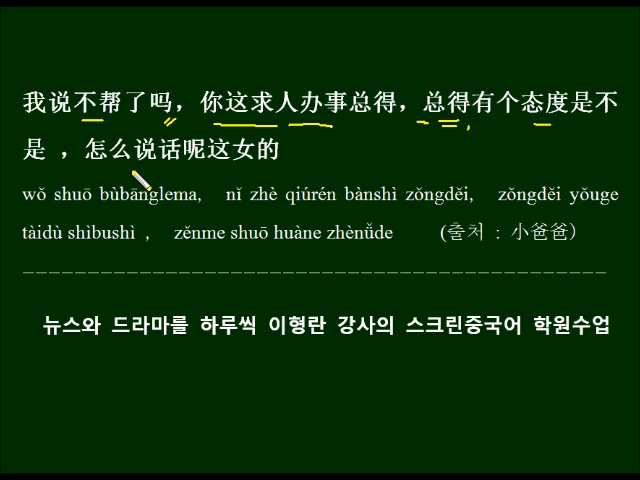 我说不帮了吗，你这求人办事总得，总得有个态度是不
是 ，怎么说话呢这女的
wǒ shuō bùbānglema,  nǐ zhè qiúrén bànshì zǒngděi,  zǒngděi yǒuge
tàidù shìbushì ,  zěnme shuō huàne zhènǚde  (출처 : 小爸爸)
뉴스와 드라마를 하루씩 이형란 강사의 스크린중국어 학원수업